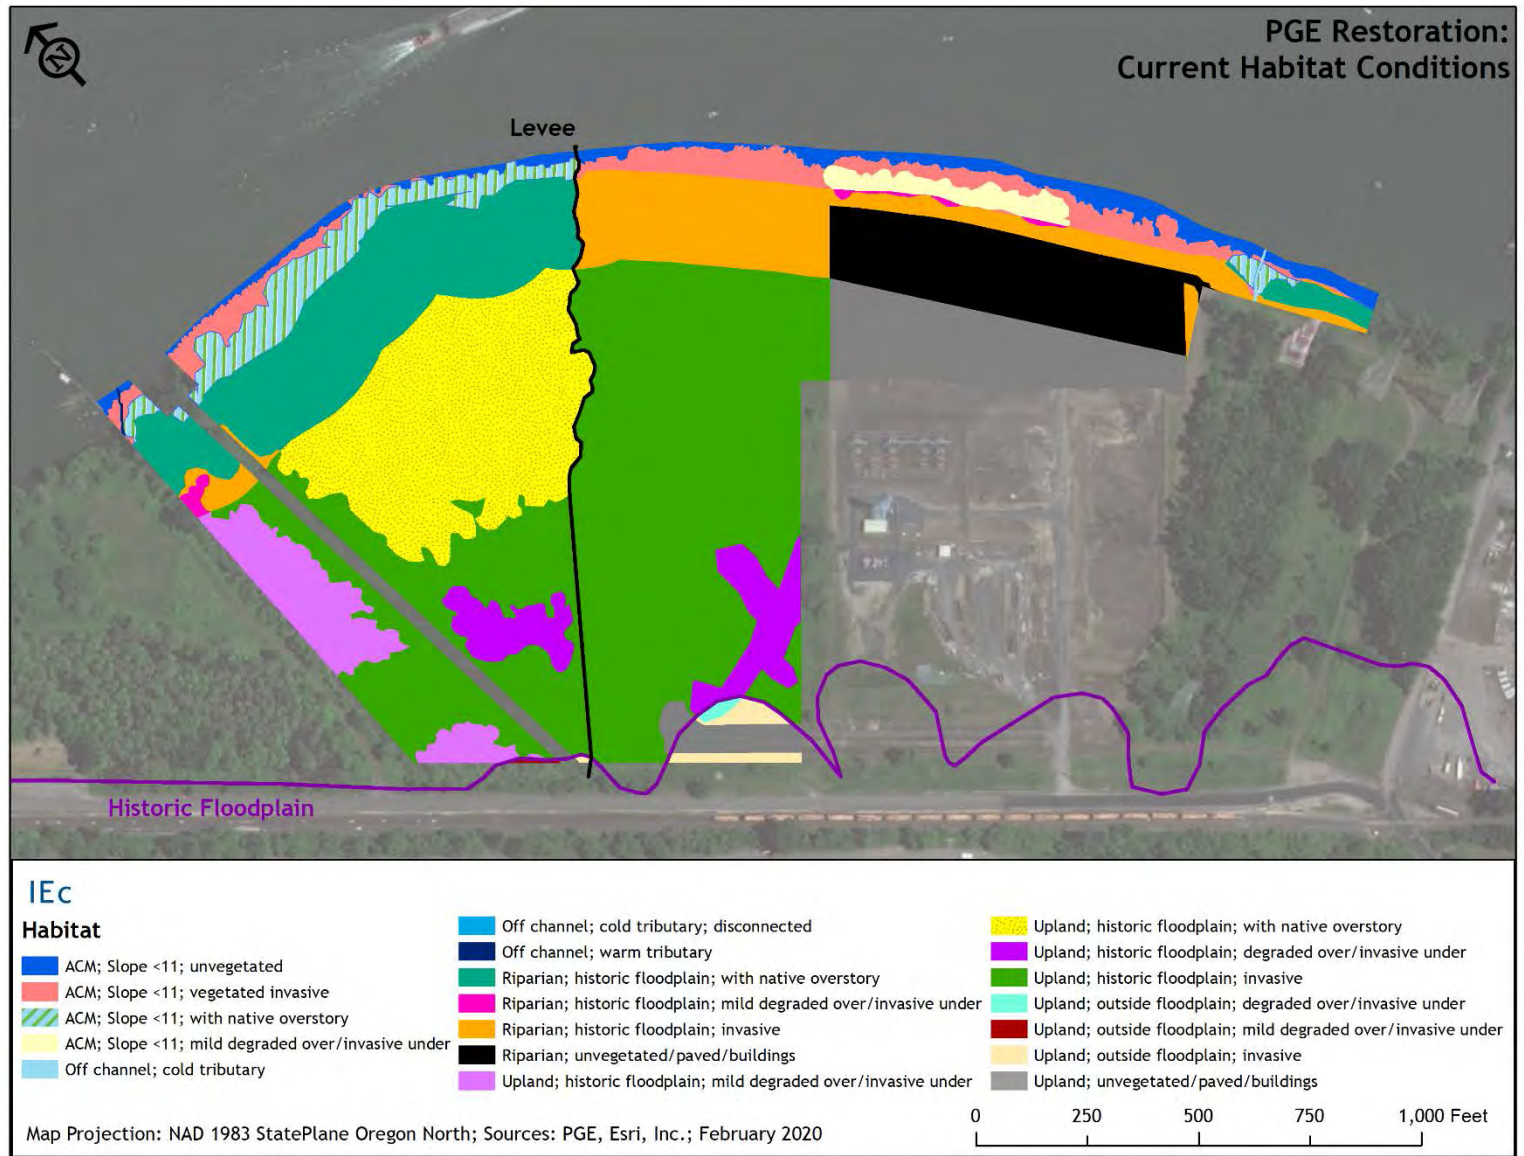 N
PGE Restoration:
Current Habitat Conditions
Levee
Historic Floodplain
IEc
Habitat
ACM; Slope <11; unvegetated
ACM; Slope <11; vegetated invasive
ACM; Slope <11; with native overstory
ACM; Slope <11; mild degraded over/invasive under
Off channel; cold tributary
Off channel; cold tributary; disconnected
Off channel; warm tributary
Riparian; historic floodplain; with native overstory
Riparian; historic floodplain; mild degraded over/invasive under
Riparian; historic floodplain; invasive
Riparian; unvegetated/paved/buildings
Upland; historic floodplain; mild degraded over/invasive under
Upland; historic floodplain; with native overstory
Upland; historic floodplain; degraded over/invasive under
Upland; historic floodplain; invasive
Upland; outside floodplain; degraded over/invasive under
Upland; outside floodplain; mild degraded over/invasive under
Upland; outside floodplain; invasive
Upland; unvegetated/paved/buildings
0 250 500 750 1,000 Feet
Map Projection: NAD 1983 StatePlane Oregon North; Sources: PGE, Esri, Inc.; February 2020